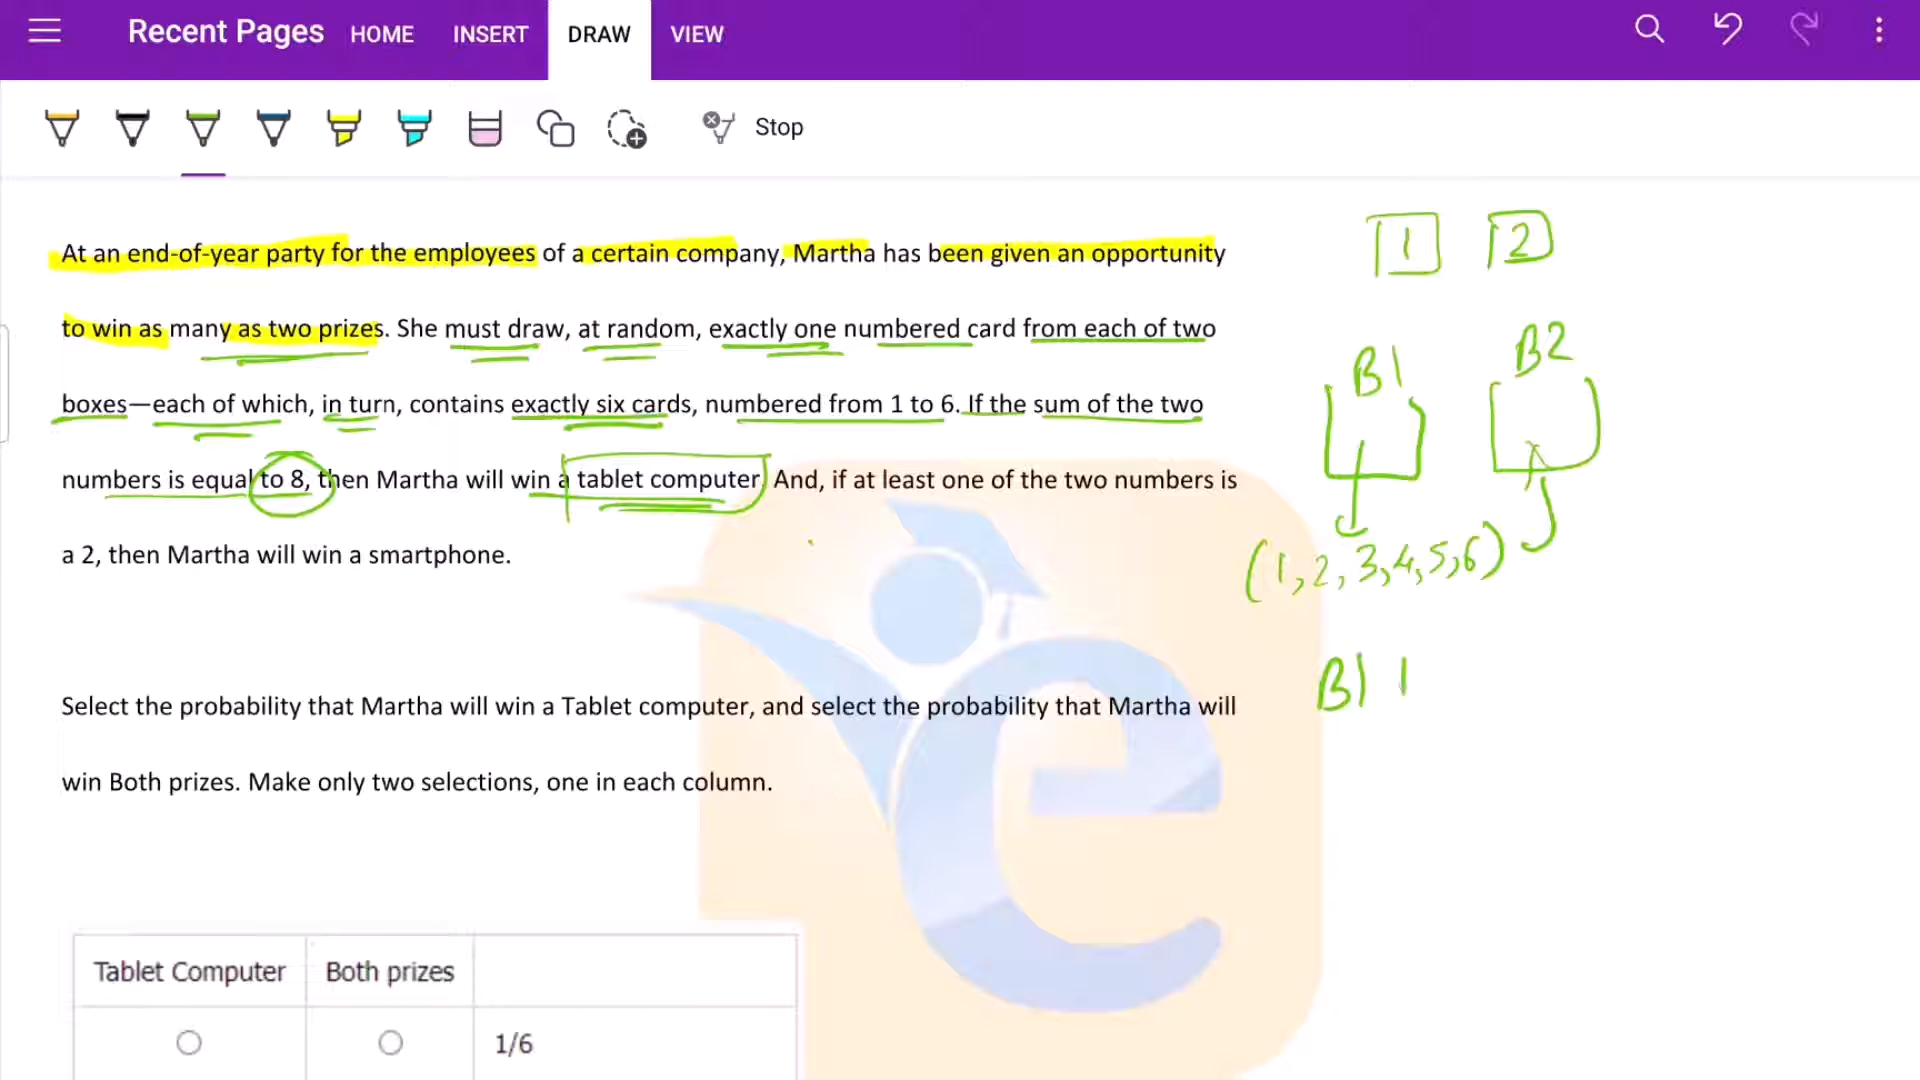 Recent Pages HOME INSERT DRAW VIEW
Stop
At an end-of-year party for the employees of a certain company, Martha has been given an opportunity
to win as many as two prizes. She must draw, at random, exactly one numbered card from each of two
boxes—each of which, in turn, contains exactly six cards, numbered from 1 to 6. If the sum of the two
numbers is equal to 8, then Martha will win a tablet computer. And, if at least one of the two numbers is
a 2, then Martha will win a smartphone.
Select the probability that Martha will win a Tablet computer, and select the probability that Martha will
win Both prizes. Make only two selections, one in each column.
Tablet Computer Both prizes
1/6
1 2
B1 B2
(1, 2, 3, 4, 5, 6)
B1 1